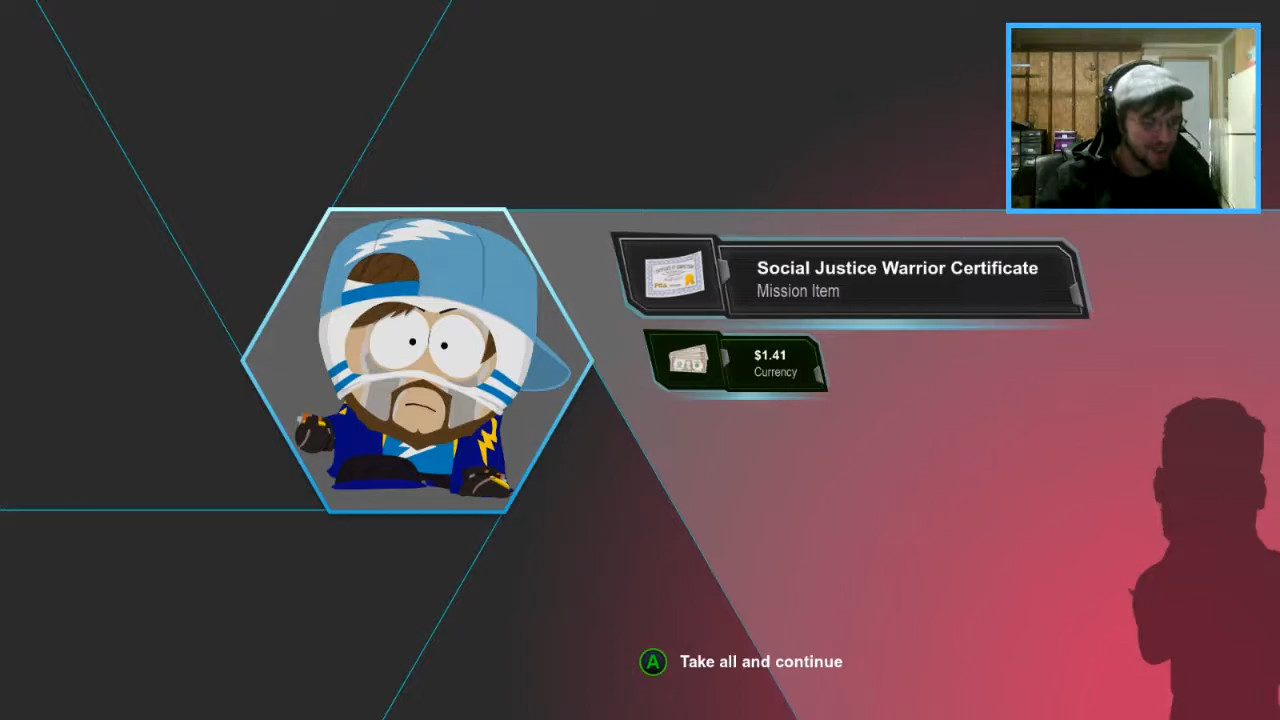 Social Justice Warrior Certificate
Mission Item
$1.41
Currency
A Take all and continue